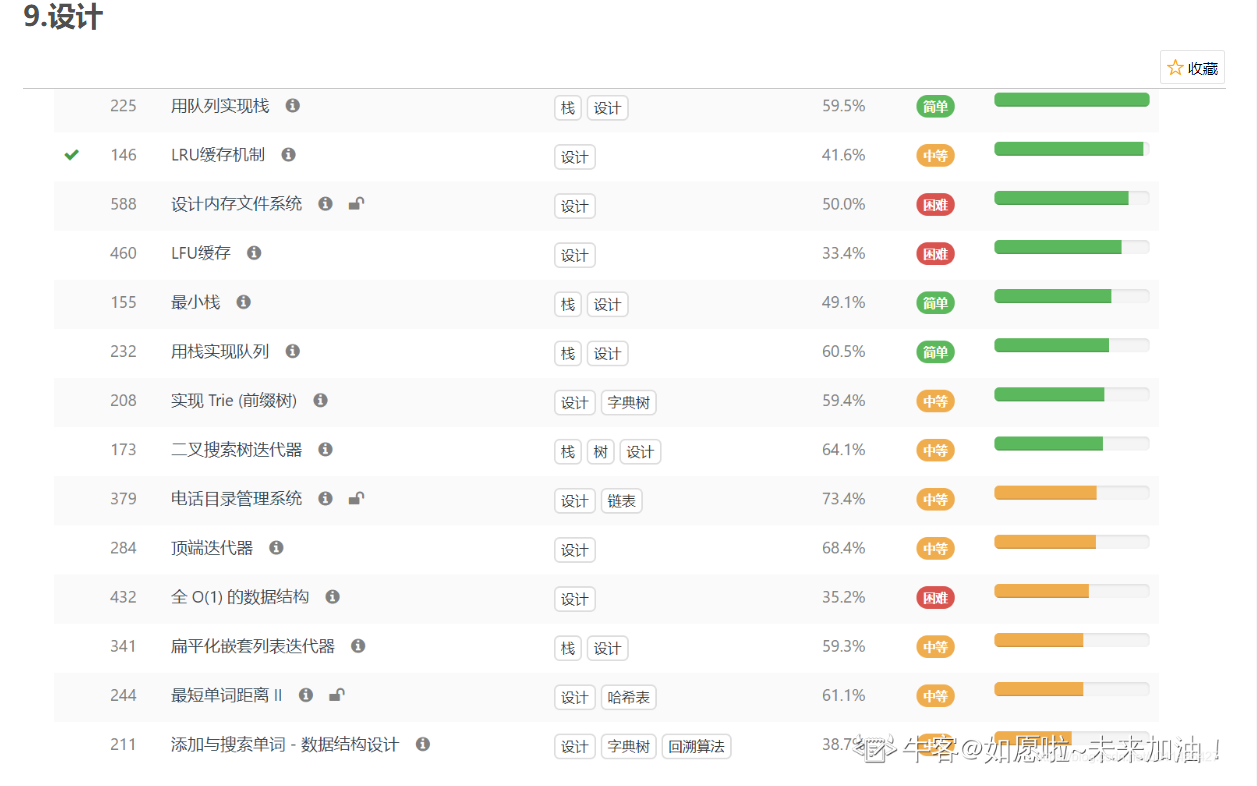 9.设计
收藏
225 用队列实现栈 栈 设计 59.5% 简单
146 LRU缓存机制 设计 41.6% 中等
588 设计内存文件系统 设计 50.0% 困难
460 LFU缓存 设计 33.4% 困难
155 最小栈 栈 设计 49.1% 简单
232 用栈实现队列 栈 设计 60.5% 简单
208 实现 Trie (前缀树) 设计 字典树 59.4% 中等
173 二叉搜索树迭代器 栈 树 设计 64.1% 中等
379 电话目录管理系统 设计 链表 73.4% 中等
284 顶端迭代器 设计 68.4% 中等
432 全 O(1) 的数据结构 设计 35.2% 困难
341 扁平化嵌套列表迭代器 栈 设计 59.3% 中等
244 最短单词距离 II 设计 哈希表 61.1% 中等
211 添加与搜索单词 - 数据结构设计 设计 字典树 回溯算法 38.7% 中等
牛客@如愿啦~未来加油！